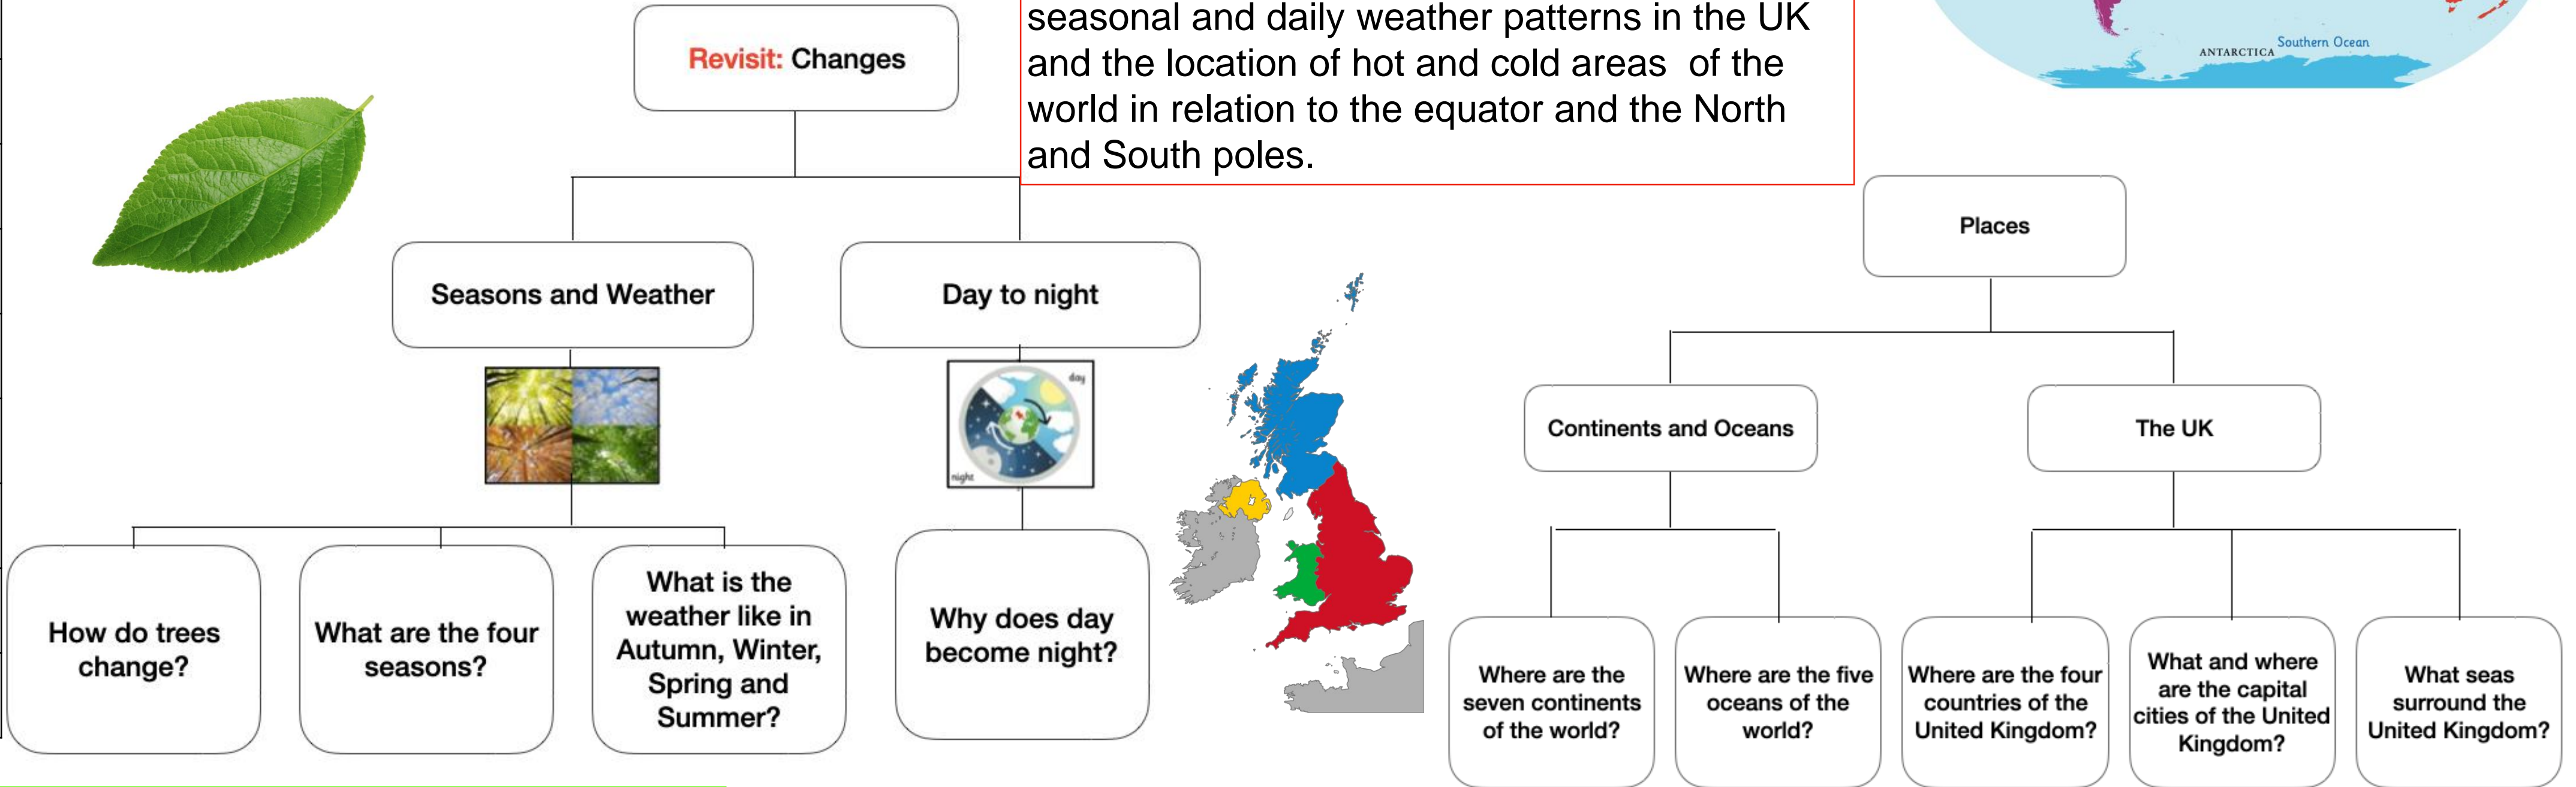 seasonal and daily weather patterns in the UK
and the location of hot and cold areas  of the
world in relation to the equator and the North
and South poles.
Southern Ocean
ANTARCTICA
Revisit: Changes
Seasons and Weather
Day to night
day
night
How do trees
change?
What are the four
seasons?
What is the
weather like in
Autumn, Winter,
Spring and
Summer?
Why does day
become night?
Places
Continents and Oceans
The UK
Where are the
seven continents
of the world?
Where are the five
oceans of the
world?
Where are the four
countries of the
United Kingdom?
What and where
are the capital
cities of the United
Kingdom?
What seas
surround the
United Kingdom?